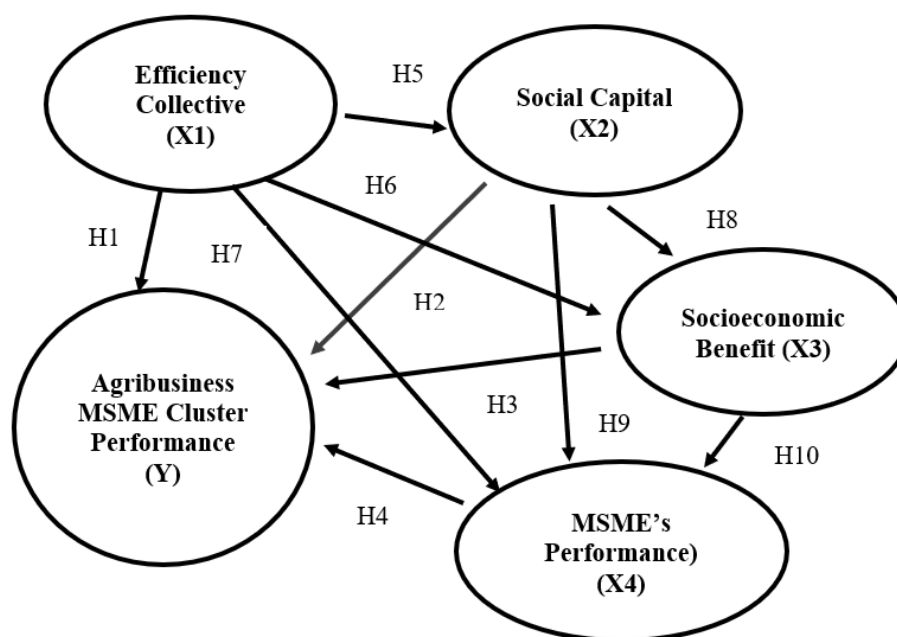 Efficiency
Collective
(X1)
H5
Social Capital
(X2)
H6
H1
H7
H8
H2
Socioeconomic
Benefit (X3)
Agribusiness
MSME Cluster
Performance
(Y)
H3
H9
H10
H4
MSME's
Performance)
(X4)